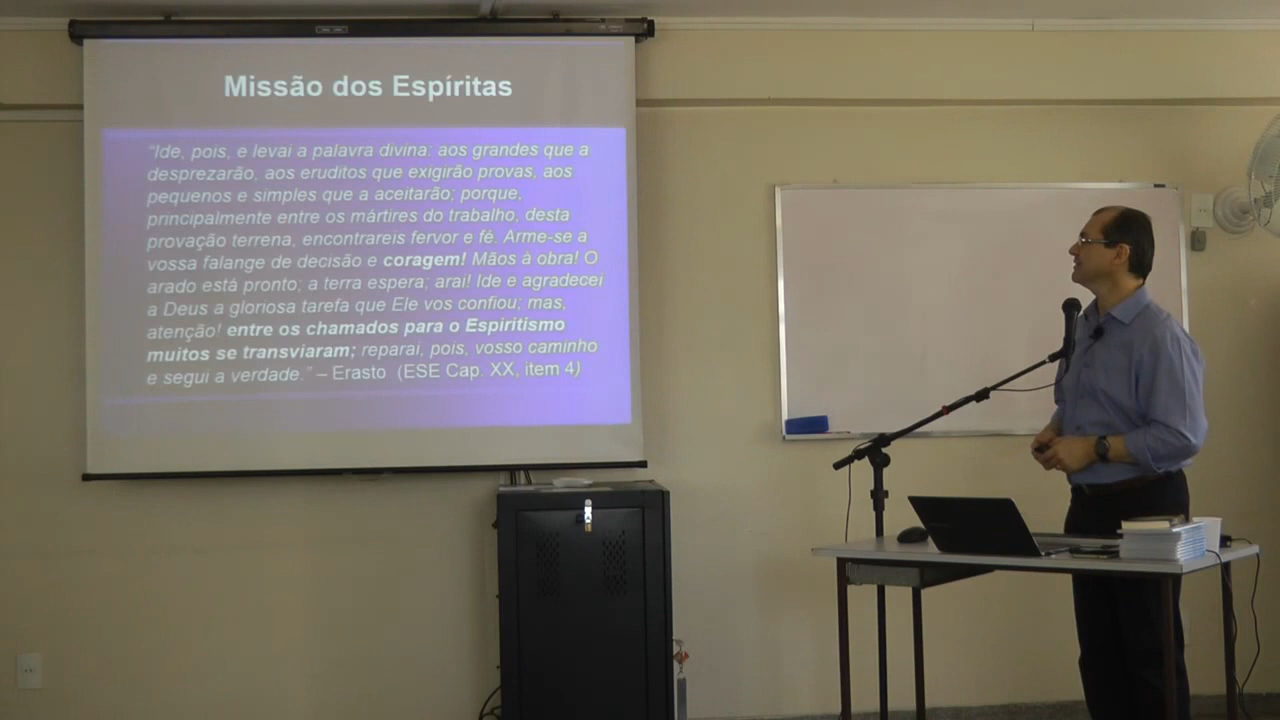 Missão dos Espíritas
“Ide, pois, e levai a palavra divina: aos grandes que a
desprezarão, aos eruditos que exigirão provas, aos
pequenos e simples que a aceitarão; porque,
principalmente entre os mártires do trabalho, desta
provação terrena, encontrareis fervor e fé. Arme-se a
vossa falange de decisão e coragem! Mãos à obra! O
arado está pronto; a terra espera; arai! Ide e agradecei
a Deus a gloriosa tarefa que Ele vos confiou; mas,
atenção! entre os chamados para o Espiritismo
muitos se transviaram; reparai, pois, vosso caminho
e segui a verdade.” – Erasto (ESE Cap. XX, item 4)